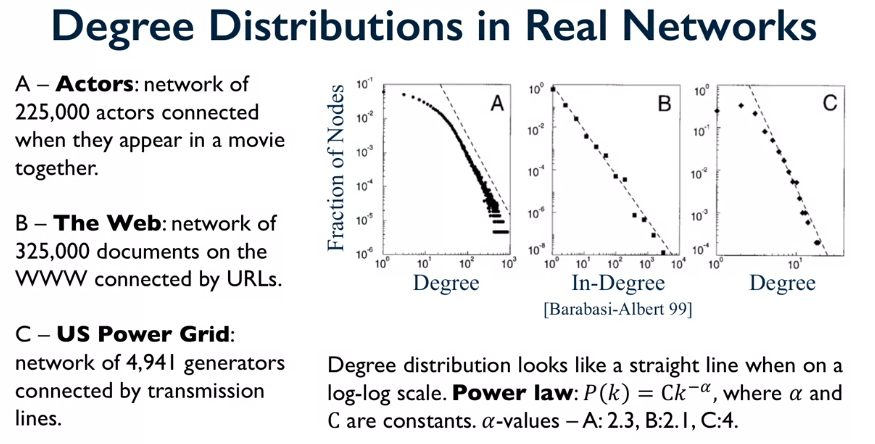 Degree Distributions in Real Networks
A – Actors: network of
225,000 actors connected
when they appear in a movie
together.
B – The Web: network of
325,000 documents on the
WWW connected by URLs.
C – US Power Grid:
network of 4,941 generators
connected by transmission
lines.
Fraction of Nodes
A
10⁻¹
10⁻²
10⁻³
10⁻⁴
10⁻⁵
10⁻⁶
10⁰ 10¹ 10² 10³
Degree
B
10⁰
10⁻²
10⁻⁴
10⁻⁶
10⁻⁸
10⁰ 10¹ 10² 10³ 10⁴
In-Degree
[Barabasi-Albert 99]
C
10⁰
10⁻¹
10⁻²
10⁻³
10⁻⁴
10⁰ 10¹
Degree
Degree distribution looks like a straight line when on a
log-log scale. Power law: P(k) = Ck⁻ᵅ, where α and
C are constants. α-values – A: 2.3, B:2.1, C:4.